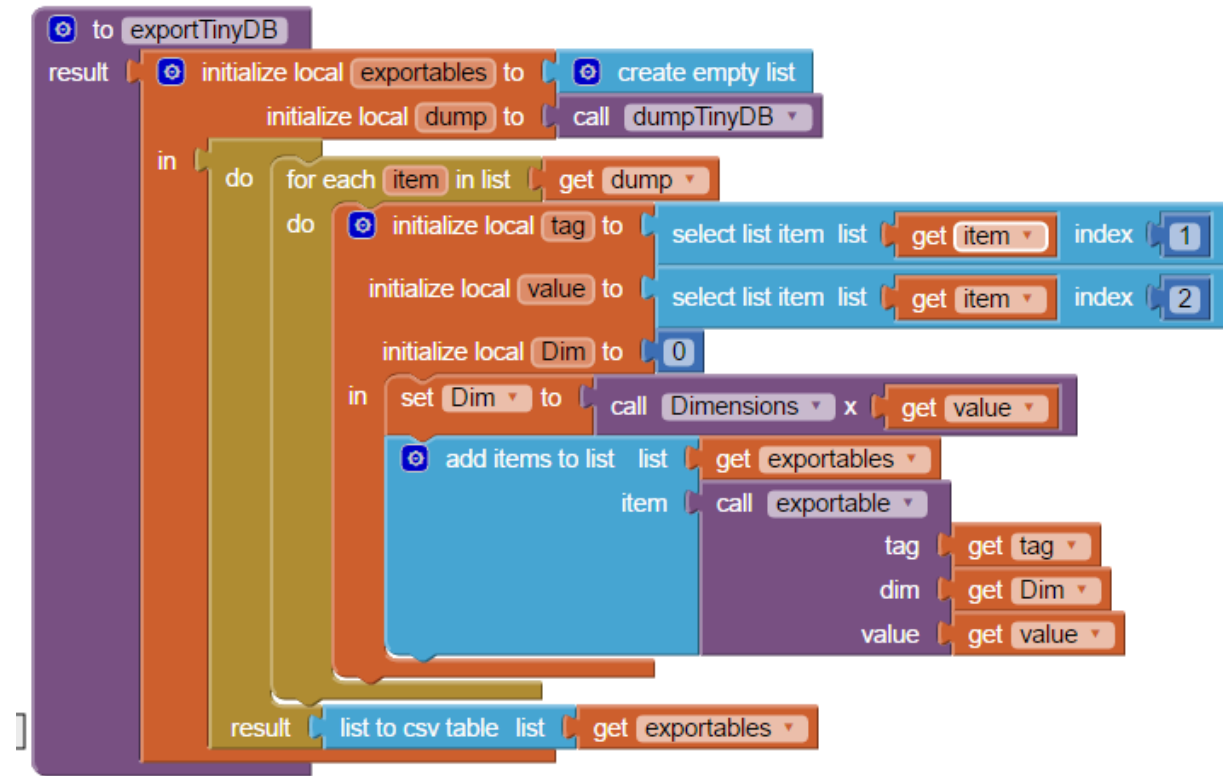 to exportTinyDB
result initialize local exportables to create empty list
initialize local dump to call dumpTinyDB
in
do for each item in list get dump
do initialize local tag to select list item list get item index 1
initialize local value to select list item list get item index 2
initialize local Dim to 0
in set Dim to call Dimensions x get value
add items to list list get exportables
item call exportable
tag get tag
dim get Dim
value get value
result list to csv table list get exportables